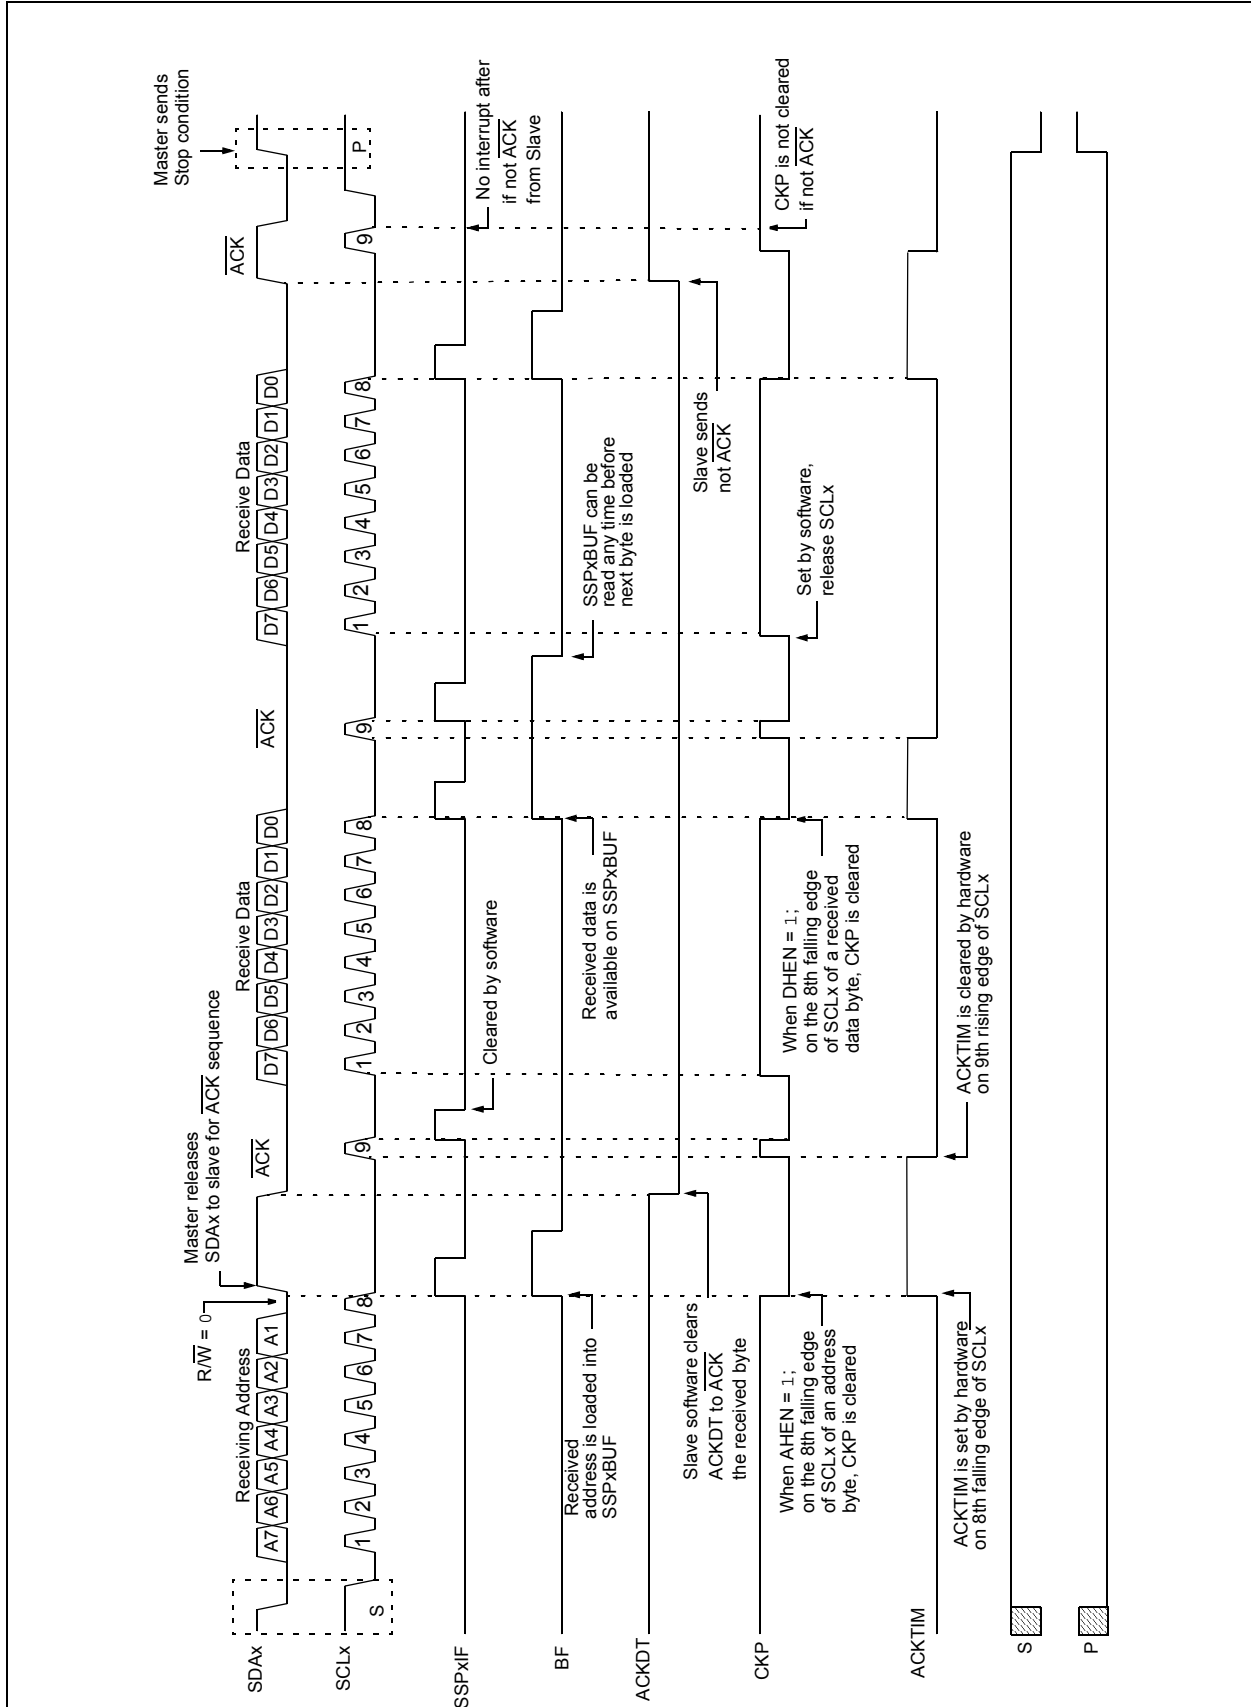 Master sends
Stop condition
Master releases
SDAx to slave for ACK sequence
R/W = 0
Receiving Address
Receive Data
Receive Data
ACK
ACK
ACK
SDAx
A7 A6 A5 A4 A3 A2 A1
D7 D6 D5 D4 D3 D2 D1 D0
D7 D6 D5 D4 D3 D2 D1 D0
SCLx
S
1 2 3 4 5 6 7 8 9
1 2 3 4 5 6 7 8 9
1 2 3 4 5 6 7 8 9
P
SSPxIF
Cleared by software
No interrupt after
if not ACK
from Slave
BF
Received
address is loaded into
SSPxBUF
Received data is
available on SSPxBUF
SSPxBUF can be
read any time before
next byte is loaded
ACKDT
Slave software clears
ACKDT to ACK
the received byte
Slave sends
not ACK
CKP
When AHEN = 1;
on the 8th falling edge
of SCLx of an address
byte, CKP is cleared
When DHEN = 1;
on the 8th falling edge
of SCLx of a received
data byte, CKP is cleared
Set by software,
release SCLx
CKP is not cleared
if not ACK
ACKTIM
ACKTIM is set by hardware
on 8th falling edge of SCLx
ACKTIM is cleared by hardware
on 9th rising edge of SCLx
S
P